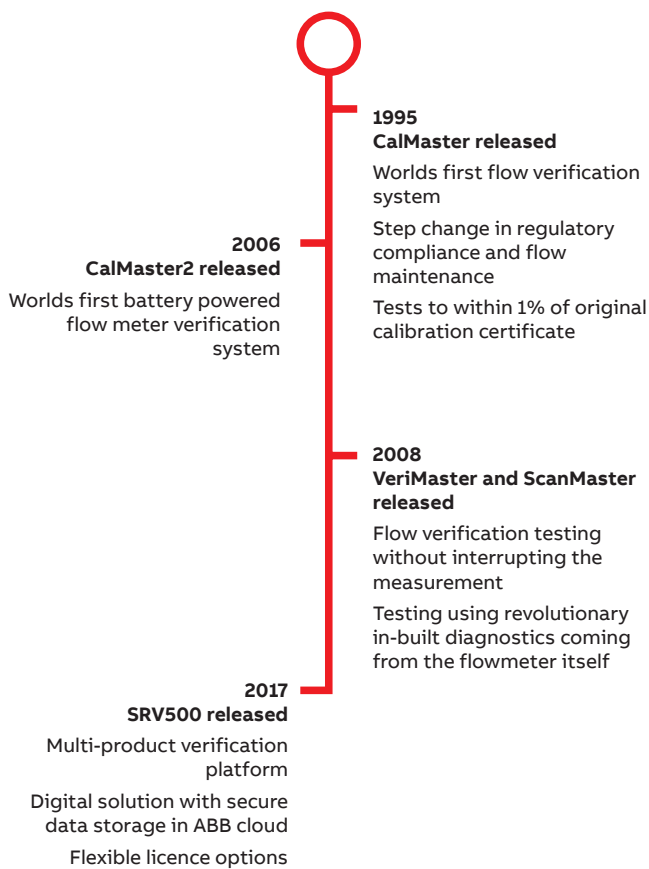 1995
CalMaster released
Worlds first flow verification
system
Step change in regulatory
compliance and flow
maintenance
Tests to within 1% of original
calibration certificate
2006
CalMaster2 released
Worlds first battery powered
flow meter verification
system
2008
VeriMaster and ScanMaster
released
Flow verification testing
without interrupting the
measurement
Testing using revolutionary
in-built diagnostics coming
from the flowmeter itself
2017
SRV500 released
Multi-product verification
platform
Digital solution with secure
data storage in ABB cloud
Flexible licence options